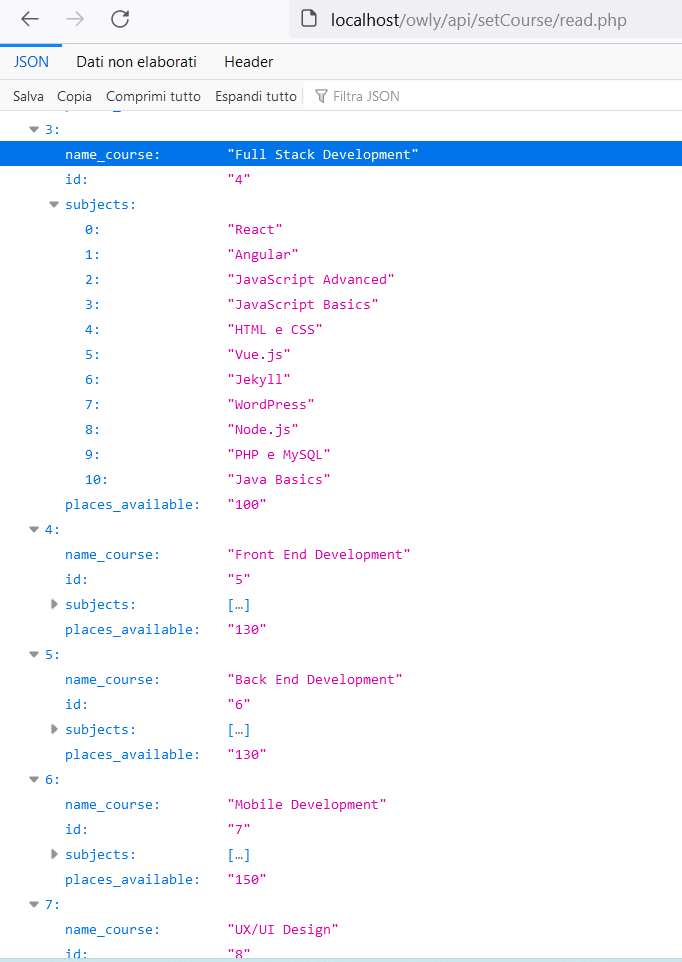 localhost/owly/api/setCourse/read.php
JSON Dati non elaborati Header
Salva Copia Comprimi tutto Espandi tutto Filtra JSON
3:
name_course: "Full Stack Development"
id: "4"
subjects:
0: "React"
1: "Angular"
2: "JavaScript Advanced"
3: "JavaScript Basics"
4: "HTML e CSS"
5: "Vue.js"
6: "Jekyll"
7: "WordPress"
8: "Node.js"
9: "PHP e MySQL"
10: "Java Basics"
places_available: "100"
4:
name_course: "Front End Development"
id: "5"
subjects: […]
places_available: "130"
5:
name_course: "Back End Development"
id: "6"
subjects: […]
places_available: "130"
6:
name_course: "Mobile Development"
id: "7"
subjects: […]
places_available: "150"
7:
name_course: "UX/UI Design"
id: "8"